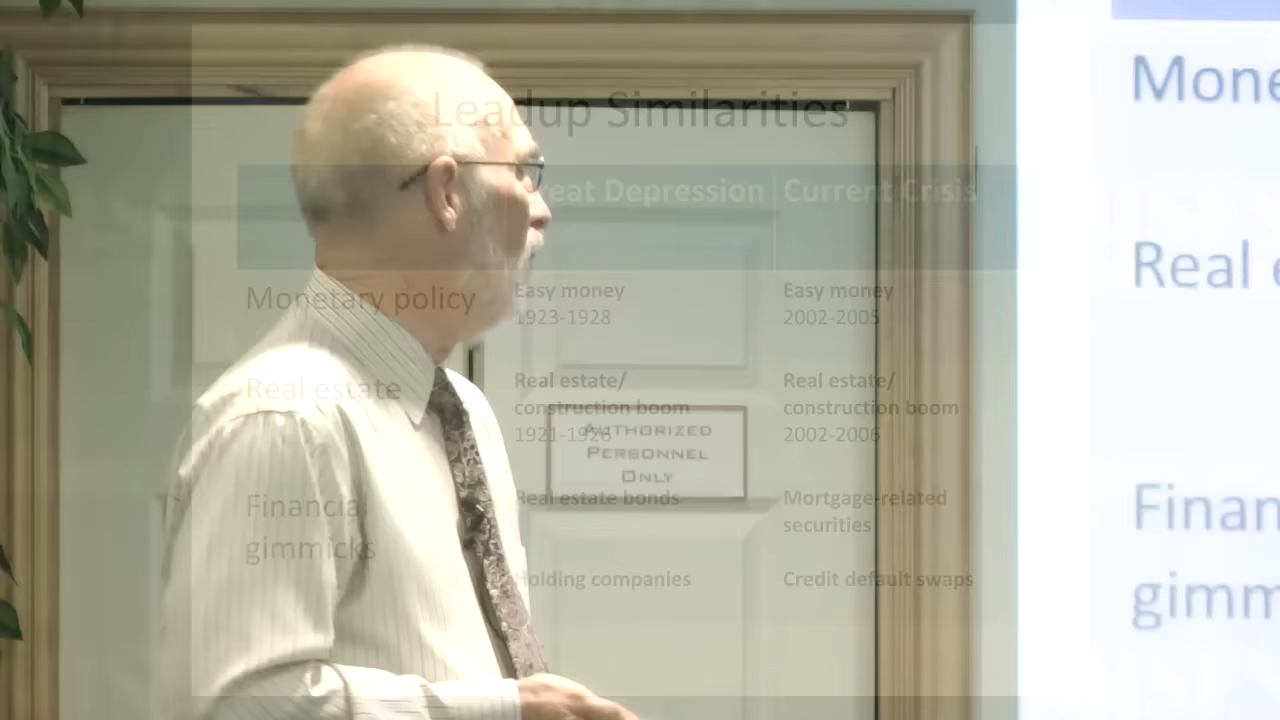 Leadup Similarities
Great Depression Current Crisis
Monetary policy
Easy money
1923-1928
Easy money
2002-2005
Real estate
Real estate/
construction boom
1921-1926
Real estate/
construction boom
2002-2006
Financial
gimmicks
Real estate bonds
Mortgage-related
securities
Holding companies
Credit default swaps
AUTHORIZED
PERSONNEL
ONLY
Mone
Real e
Finan
gimm